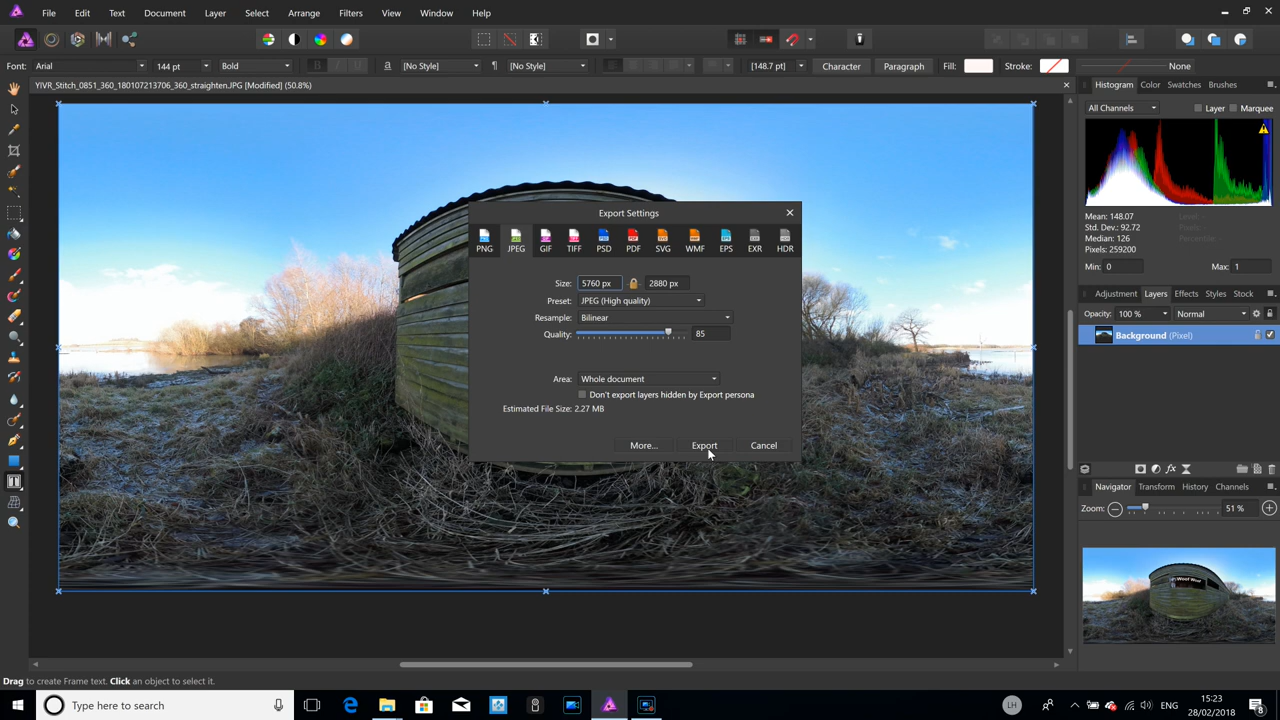 File Edit Text Document Layer Select Arrange Filters View Window Help
Font: Arial 144 pt Bold B I U a [No Style] ¶ [No Style] [148.7 pt] Character Paragraph Fill: Stroke: None
YIVR_Stitch_0851_360_180107213706_360_straighten.JPG [Modified] (50.8%)
Histogram Color Swatches Brushes
All Channels Layer Marquee
Mean: 148.07
Std. Dev.: 92.72
Median: 126
Pixels: 259200
Level: -
Min: 0 Max: 1
Adjustment Layers Effects Styles Stock
Opacity: 100 % Normal
Background (Pixel)
Navigator Transform History Channels
Zoom: 51 %
Woof Woof
Export Settings
PNG JPEG GIF TIFF PSD PDF SVG WMF EPS EXR HDR
Size: 5760 px 2880 px
Preset: JPEG (High quality)
Resample: Bilinear
Quality: 85
Area: Whole document
Don't export layers hidden by Export persona
Estimated File Size: 2.27 MB
More... Export Cancel
Drag to create Frame text. Click an object to select it.
Type here to search
LH
ENG
15:23
28/02/2018
8